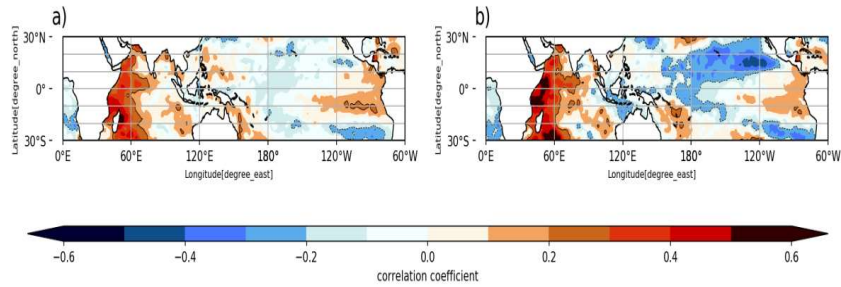 a)
b)
30°N
0°
30°S
Latitude[degree_north]
0°E 60°E 120°E 180° 120°W 60°W
Longitude[degree_east]
30°N
0°
30°S
Latitude[degree_north]
0°E 60°E 120°E 180° 120°W 60°W
Longitude[degree_east]
−0.6 −0.4 −0.2 0.0 0.2 0.4 0.6
correlation coefficient